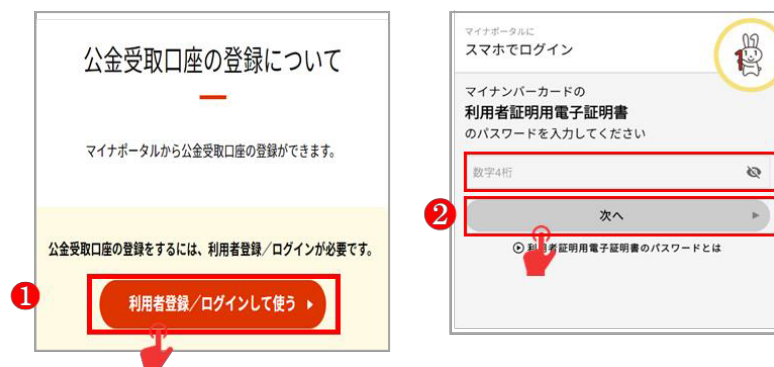 公金受取口座の登録について
マイナポータルから公金受取口座の登録ができます。
公金受取口座の登録をするには、利用者登録／ログインが必要です。
❶
利用者登録／ログインして使う
マイナポータルに
スマホでログイン
マイナンバーカードの
利用者証明用電子証明書
のパスワードを入力してください
数字4桁
❷
次へ
利用者証明用電子証明書のパスワードとは